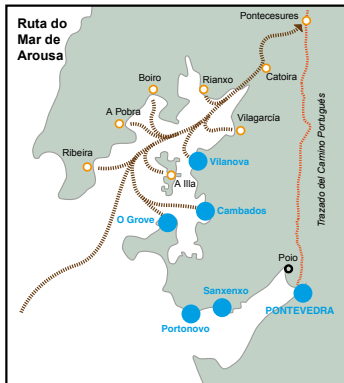 Ruta do
Mar de
Arousa
Pontecesures
Boiro
Rianxo
Catoira
A Pobra
Vilagarcía
Ribeira
Vilanova
A Illa
Cambados
O Grove
Trazado del Camino Portugués
Poio
Sanxenxo
Portonovo
PONTEVEDRA